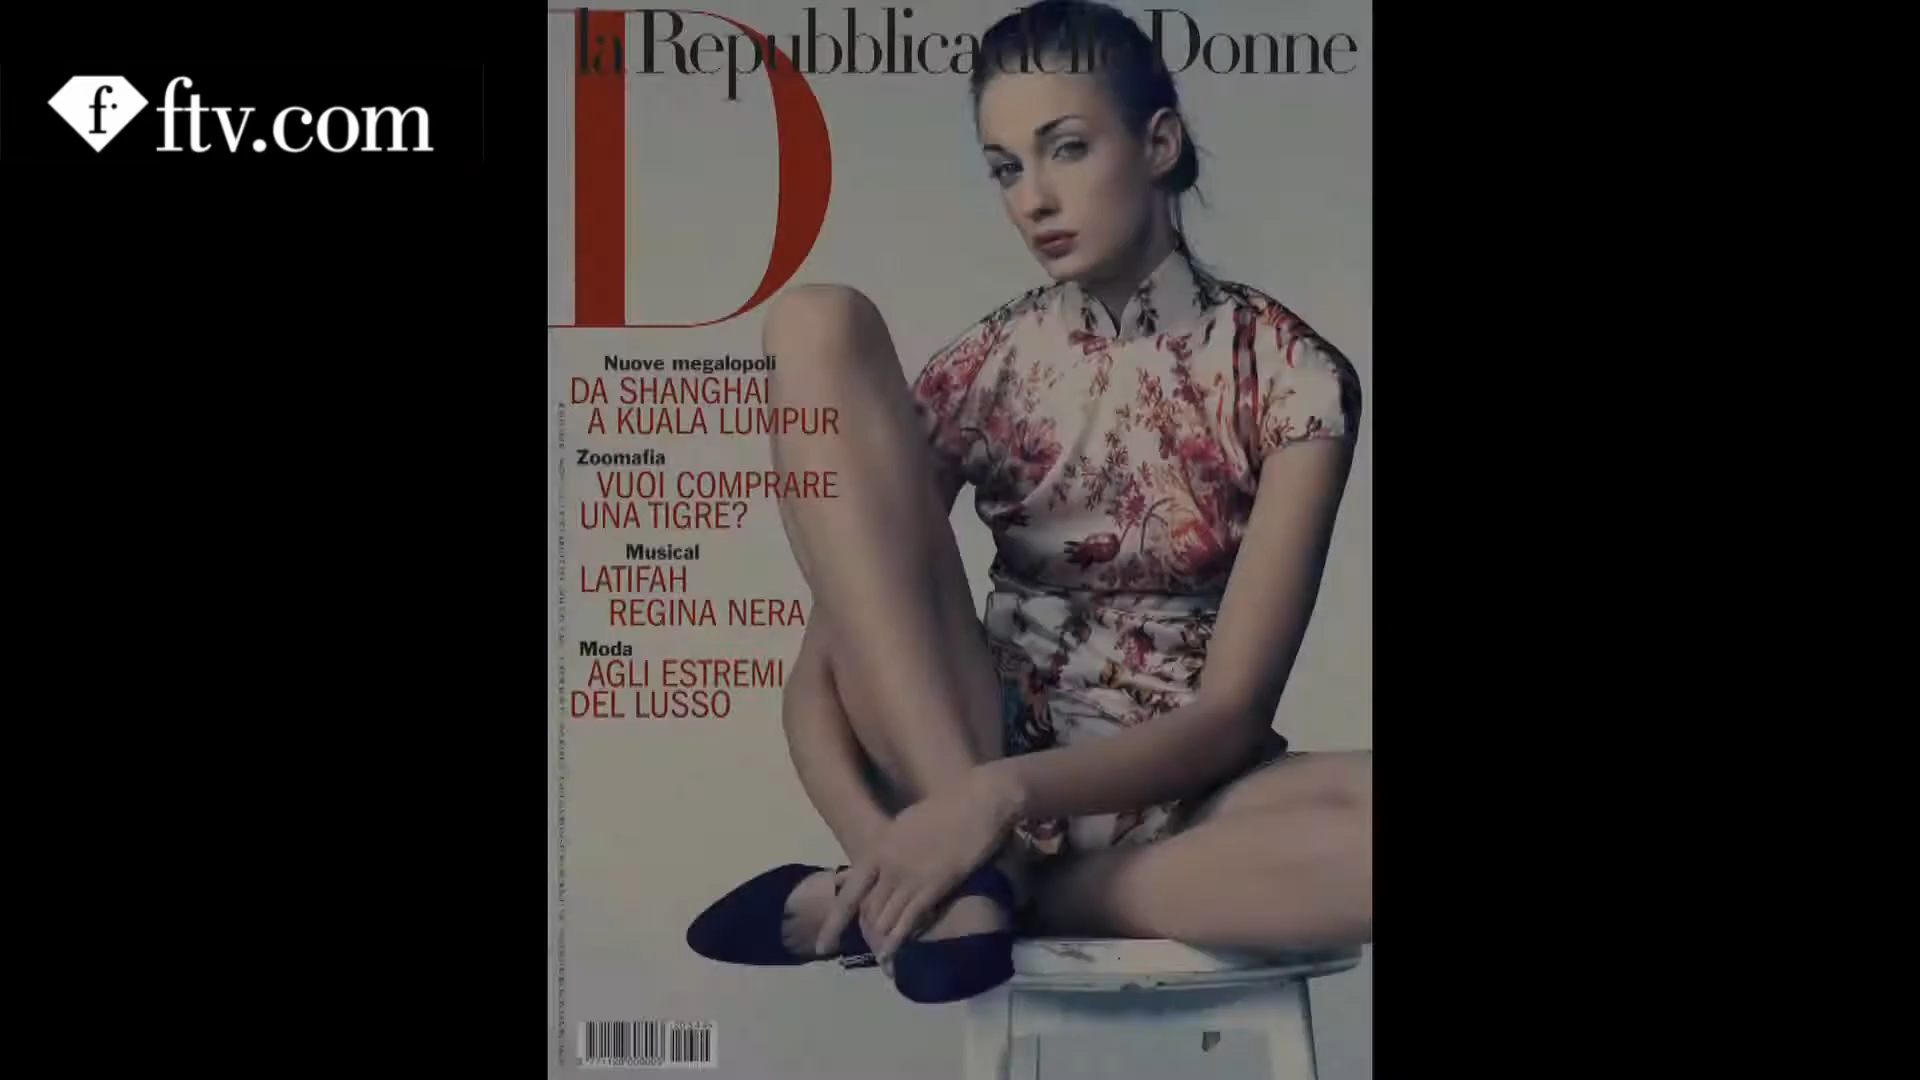 la Repubblica delle Donne
D
f ftv.com
Nuove megalopoli
DA SHANGHAI
A KUALA LUMPUR
Zoomafia
VUOI COMPRARE
UNA TIGRE?
Musical
LATIFAH
REGINA NERA
Moda
AGLI ESTREMI
DEL LUSSO